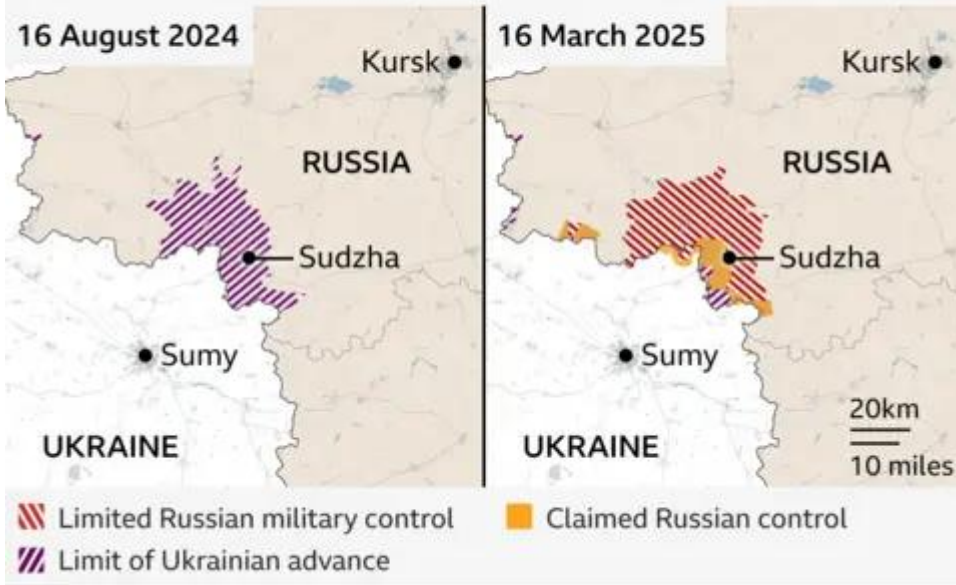 16 August 2024
Kursk
RUSSIA
Sudzha
Sumy
UKRAINE
16 March 2025
Kursk
RUSSIA
Sudzha
Sumy
20km
10 miles
UKRAINE
Limited Russian military control
Claimed Russian control
Limit of Ukrainian advance